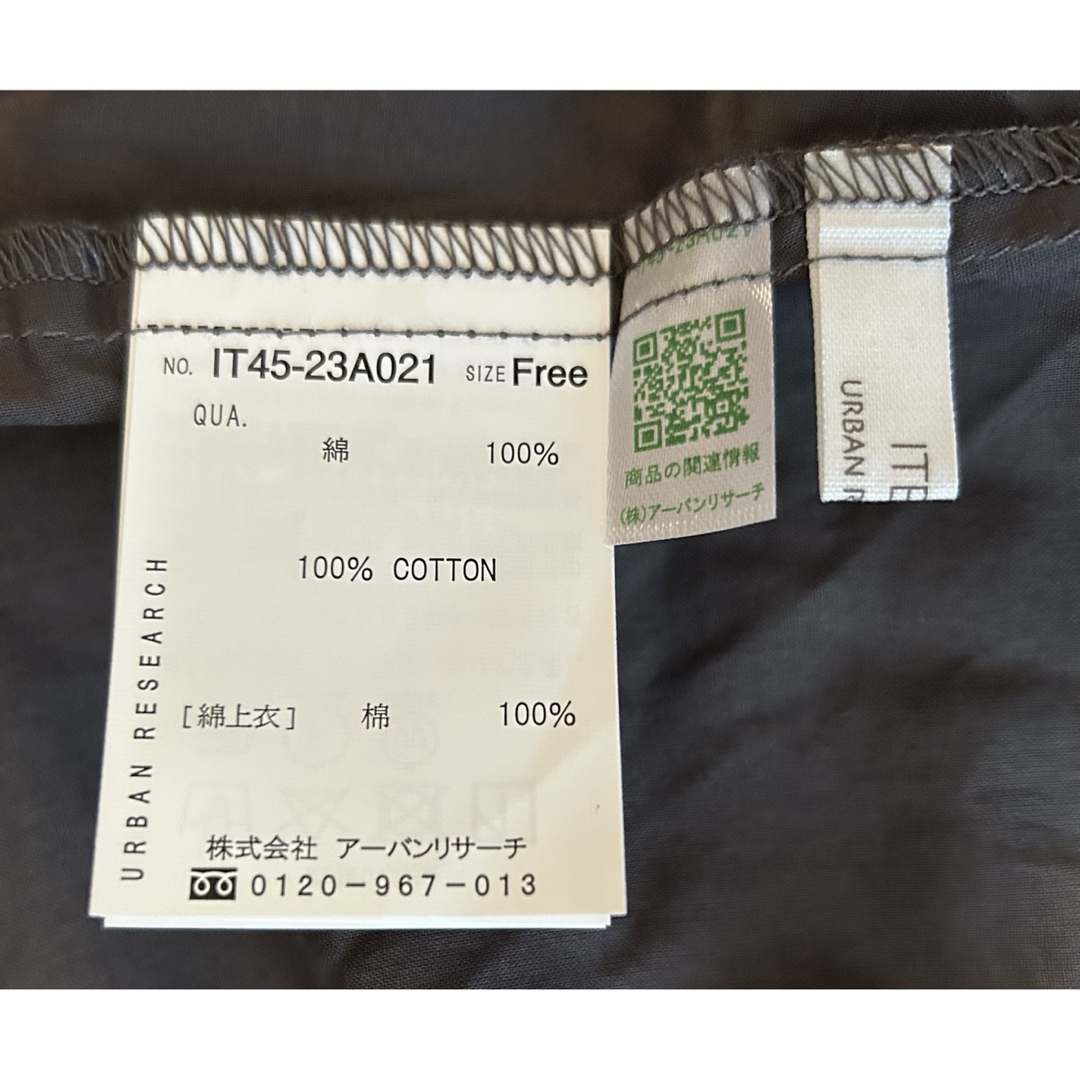 NO. IT45-23A021 SIZE Free
QUA.
綿 100%
100% COTTON
[綿上衣] 棉 100%
URBAN RESEARCH
株式会社 アーバンリサーチ
0120-967-013
商品の関連情報
(株)アーバンリサーチ
URBAN R
ITE